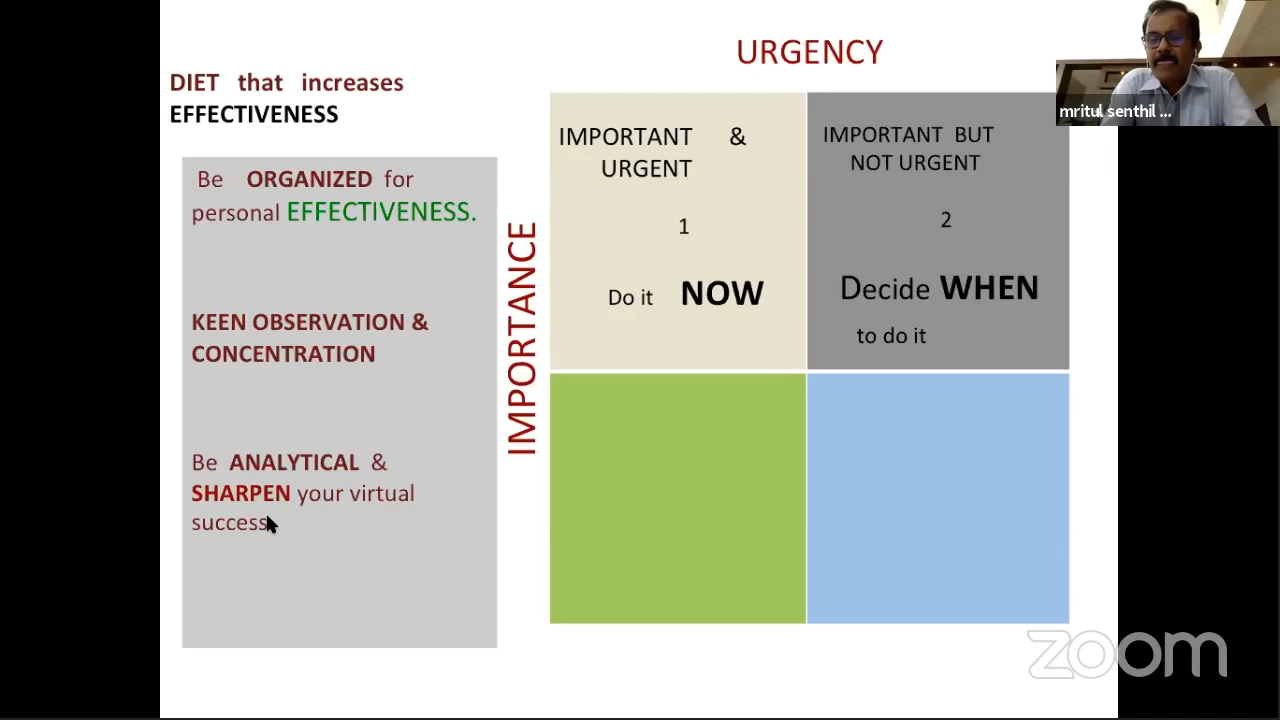 URGENCY
DIET that increases
EFFECTIVENESS
mritul senthil ...
Be ORGANIZED for
personal EFFECTIVENESS.
KEEN OBSERVATION &
CONCENTRATION
Be ANALYTICAL &
SHARPEN your virtual
success
IMPORTANCE
IMPORTANT &
URGENT
1
Do it NOW
IMPORTANT BUT
NOT URGENT
2
Decide WHEN
to do it
zoom